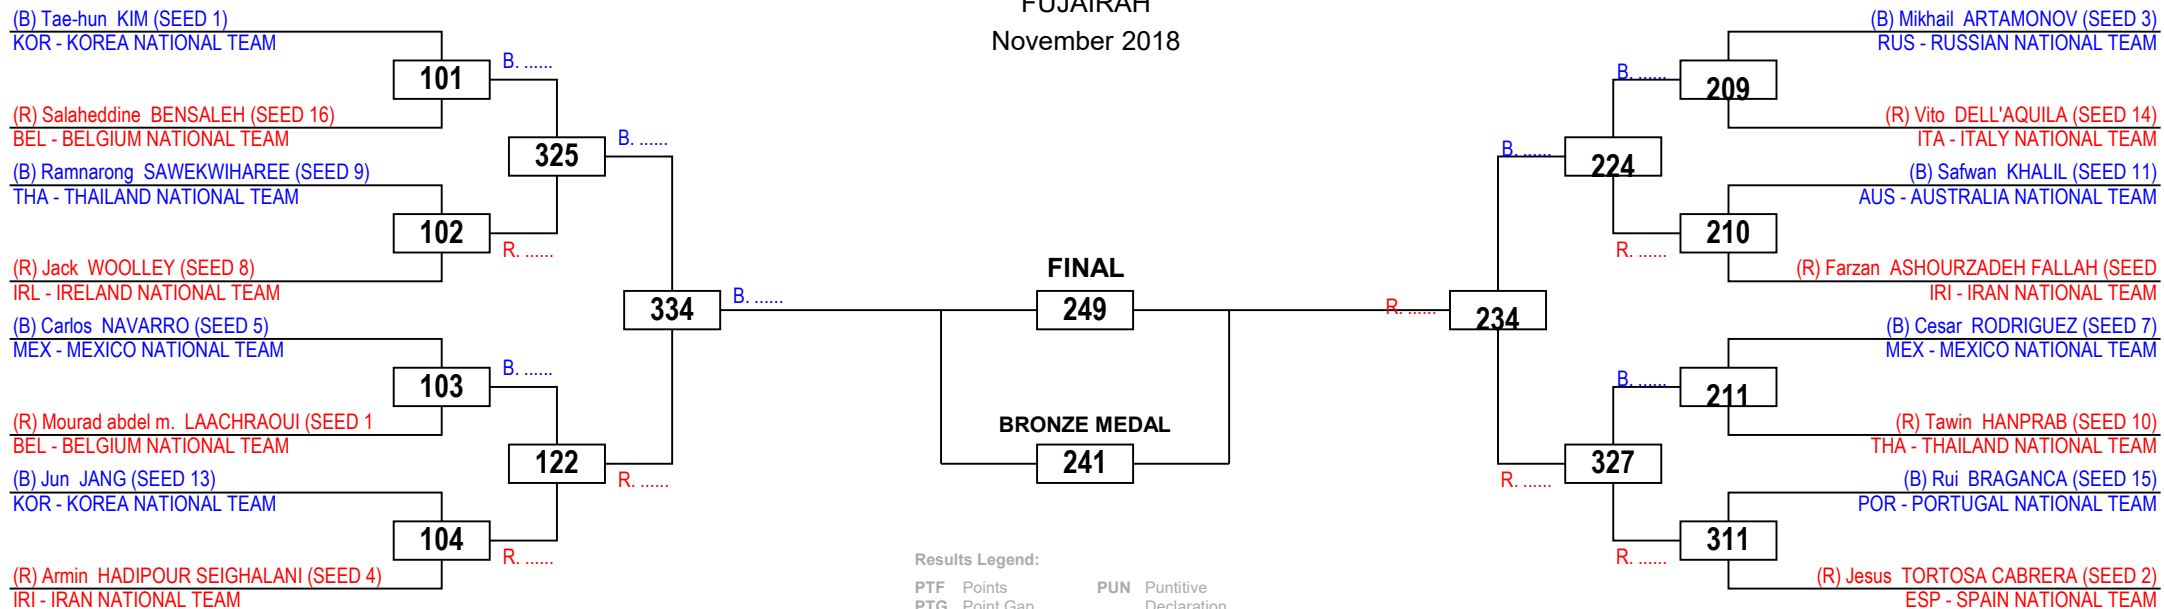 FUJAIRAH
November 2018
(B) Tae-hun KIM (SEED 1)
KOR - KOREA NATIONAL TEAM
101
B. ......
(R) Salaheddine BENSALEH (SEED 16)
BEL - BELGIUM NATIONAL TEAM
325
B. ......
(B) Ramnarong SAWEKWIHAREE (SEED 9)
THA - THAILAND NATIONAL TEAM
102
R. ......
(R) Jack WOOLLEY (SEED 8)
IRL - IRELAND NATIONAL TEAM
334
B. ......
(B) Carlos NAVARRO (SEED 5)
MEX - MEXICO NATIONAL TEAM
103
B. ......
(R) Mourad abdel m. LAACHRAOUI (SEED 1
BEL - BELGIUM NATIONAL TEAM
122
R. ......
(B) Jun JANG (SEED 13)
KOR - KOREA NATIONAL TEAM
104
R. ......
(R) Armin HADIPOUR SEIGHALANI (SEED 4)
IRI - IRAN NATIONAL TEAM
FINAL
249
BRONZE MEDAL
241
(B) Mikhail ARTAMONOV (SEED 3)
RUS - RUSSIAN NATIONAL TEAM
B. ......
209
(R) Vito DELL'AQUILA (SEED 14)
ITA - ITALY NATIONAL TEAM
B. ......
224
(B) Safwan KHALIL (SEED 11)
AUS - AUSTRALIA NATIONAL TEAM
R. ......
210
(R) Farzan ASHOURZADEH FALLAH (SEED
IRI - IRAN NATIONAL TEAM
R. ......
234
(B) Cesar RODRIGUEZ (SEED 7)
MEX - MEXICO NATIONAL TEAM
B. ......
211
(R) Tawin HANPRAB (SEED 10)
THA - THAILAND NATIONAL TEAM
R. ......
327
(B) Rui BRAGANCA (SEED 15)
POR - PORTUGAL NATIONAL TEAM
R. ......
311
(R) Jesus TORTOSA CABRERA (SEED 2)
ESP - SPAIN NATIONAL TEAM
Results Legend:
PTF Points PUN Puntitive
PTG Point Gap Declaration